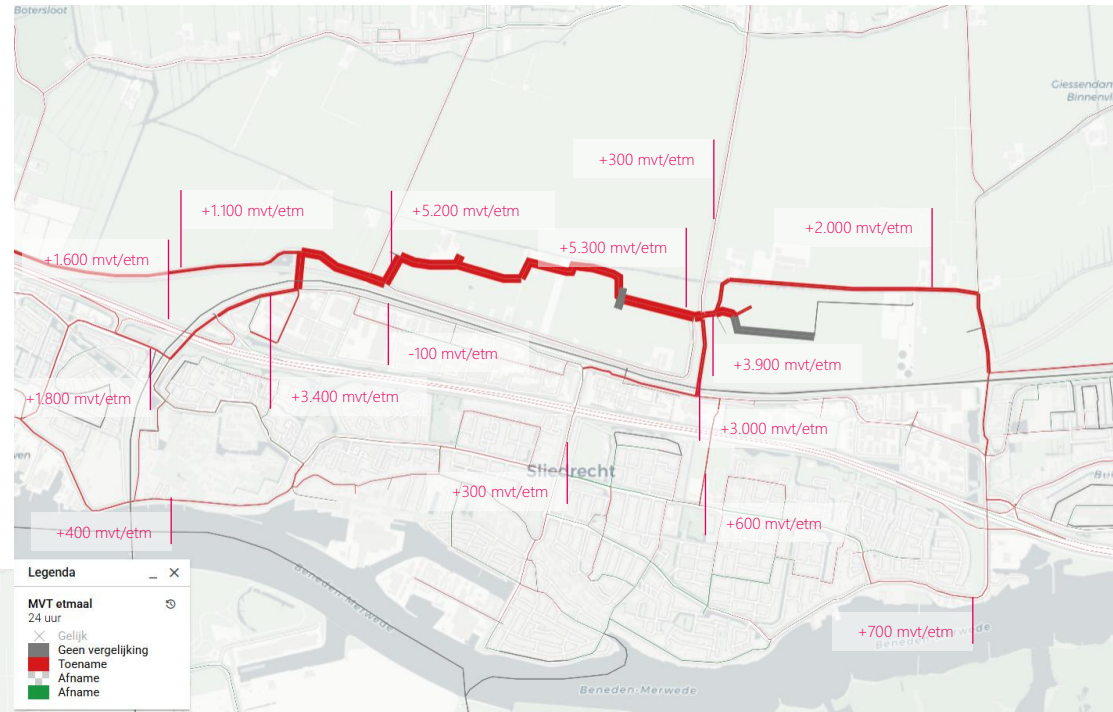 Botersloot
Giessendam
Binnenvl
+300 mvt/etm
+1.100 mvt/etm
+5.200 mvt/etm
+2.000 mvt/etm
+5.300 mvt/etm
+1.600 mvt/etm
-100 mvt/etm
+3.900 mvt/etm
+1.800 mvt/etm
+3.400 mvt/etm
+3.000 mvt/etm
ven
Sliedrecht
+300 mvt/etm
+600 mvt/etm
+400 mvt/etm
Beneden-Merwede
+700 mvt/etm
Beneden-Merwede
Beneden-Merwede
Legenda
MVT etmaal
24 uur
Gelijk
Geen vergelijking
Toename
Afname
Afname